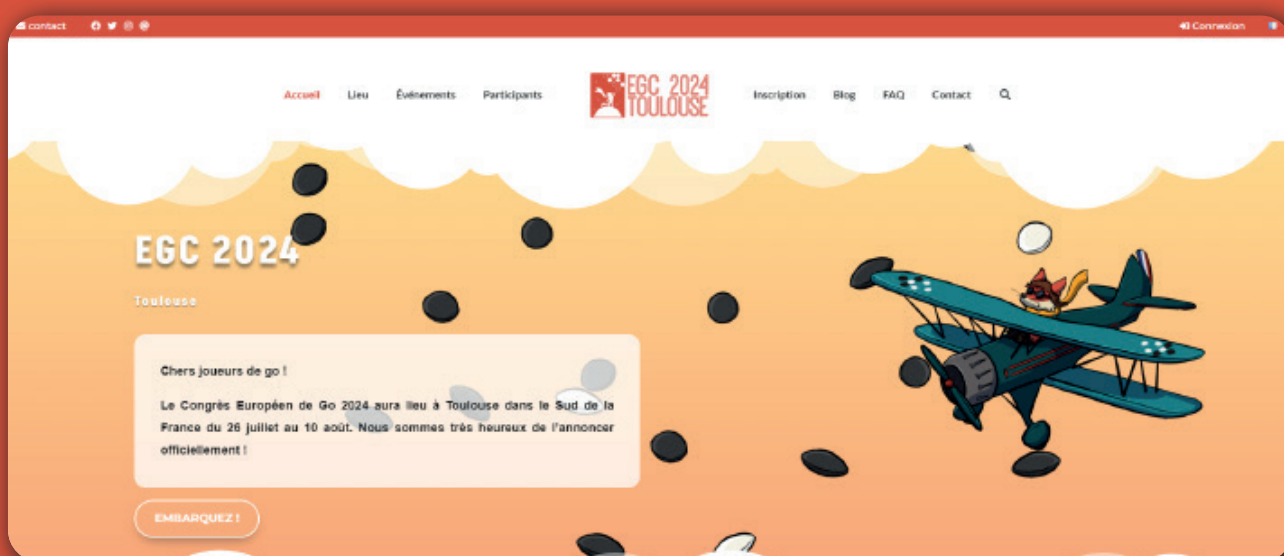 contact
Connexion
Accueil Lieu Événements Participants
EGC 2024
TOULOUSE
Inscription Blog FAQ Contact
EGC 2024
Toulouse
Chers joueurs de go !
Le Congrès Européen de Go 2024 aura lieu à Toulouse dans le Sud de la
France du 26 juillet au 10 août. Nous sommes très heureux de l'annoncer
officiellement !
EMBARQUEZ !